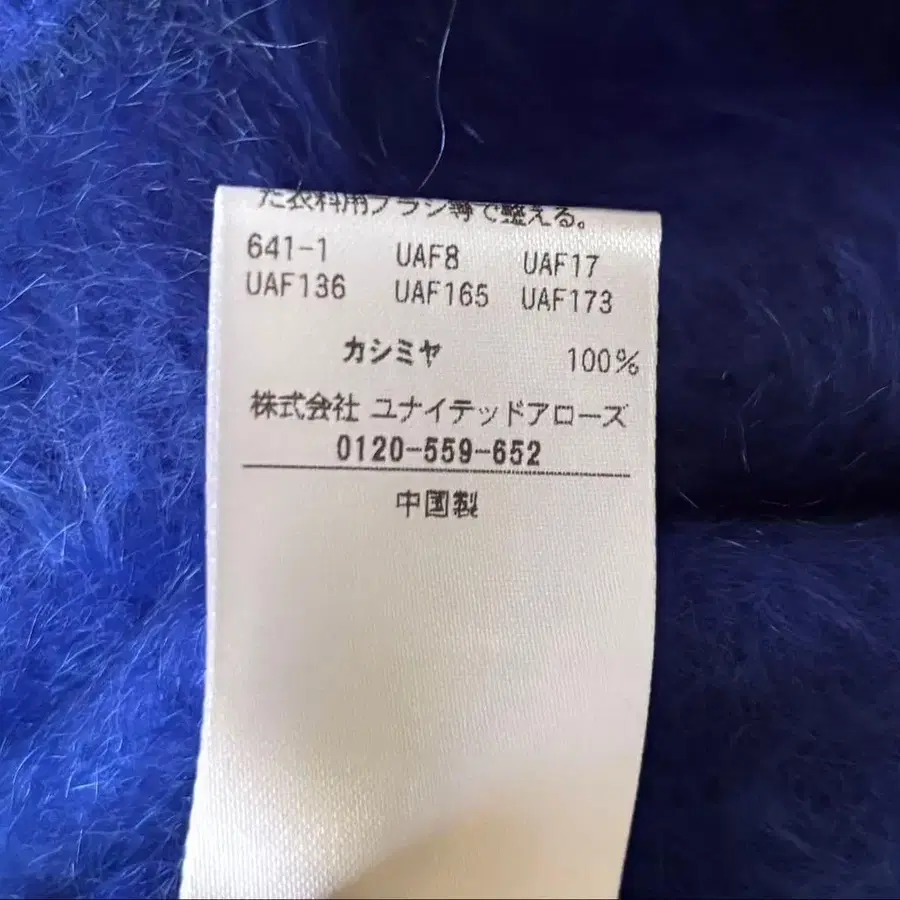 た衣料用ブラシ等で整える。
641-1 UAF8 UAF17
UAF136 UAF165 UAF173
カシミヤ 100%
株式会社 ユナイテッドアローズ
0120-559-652
中国製